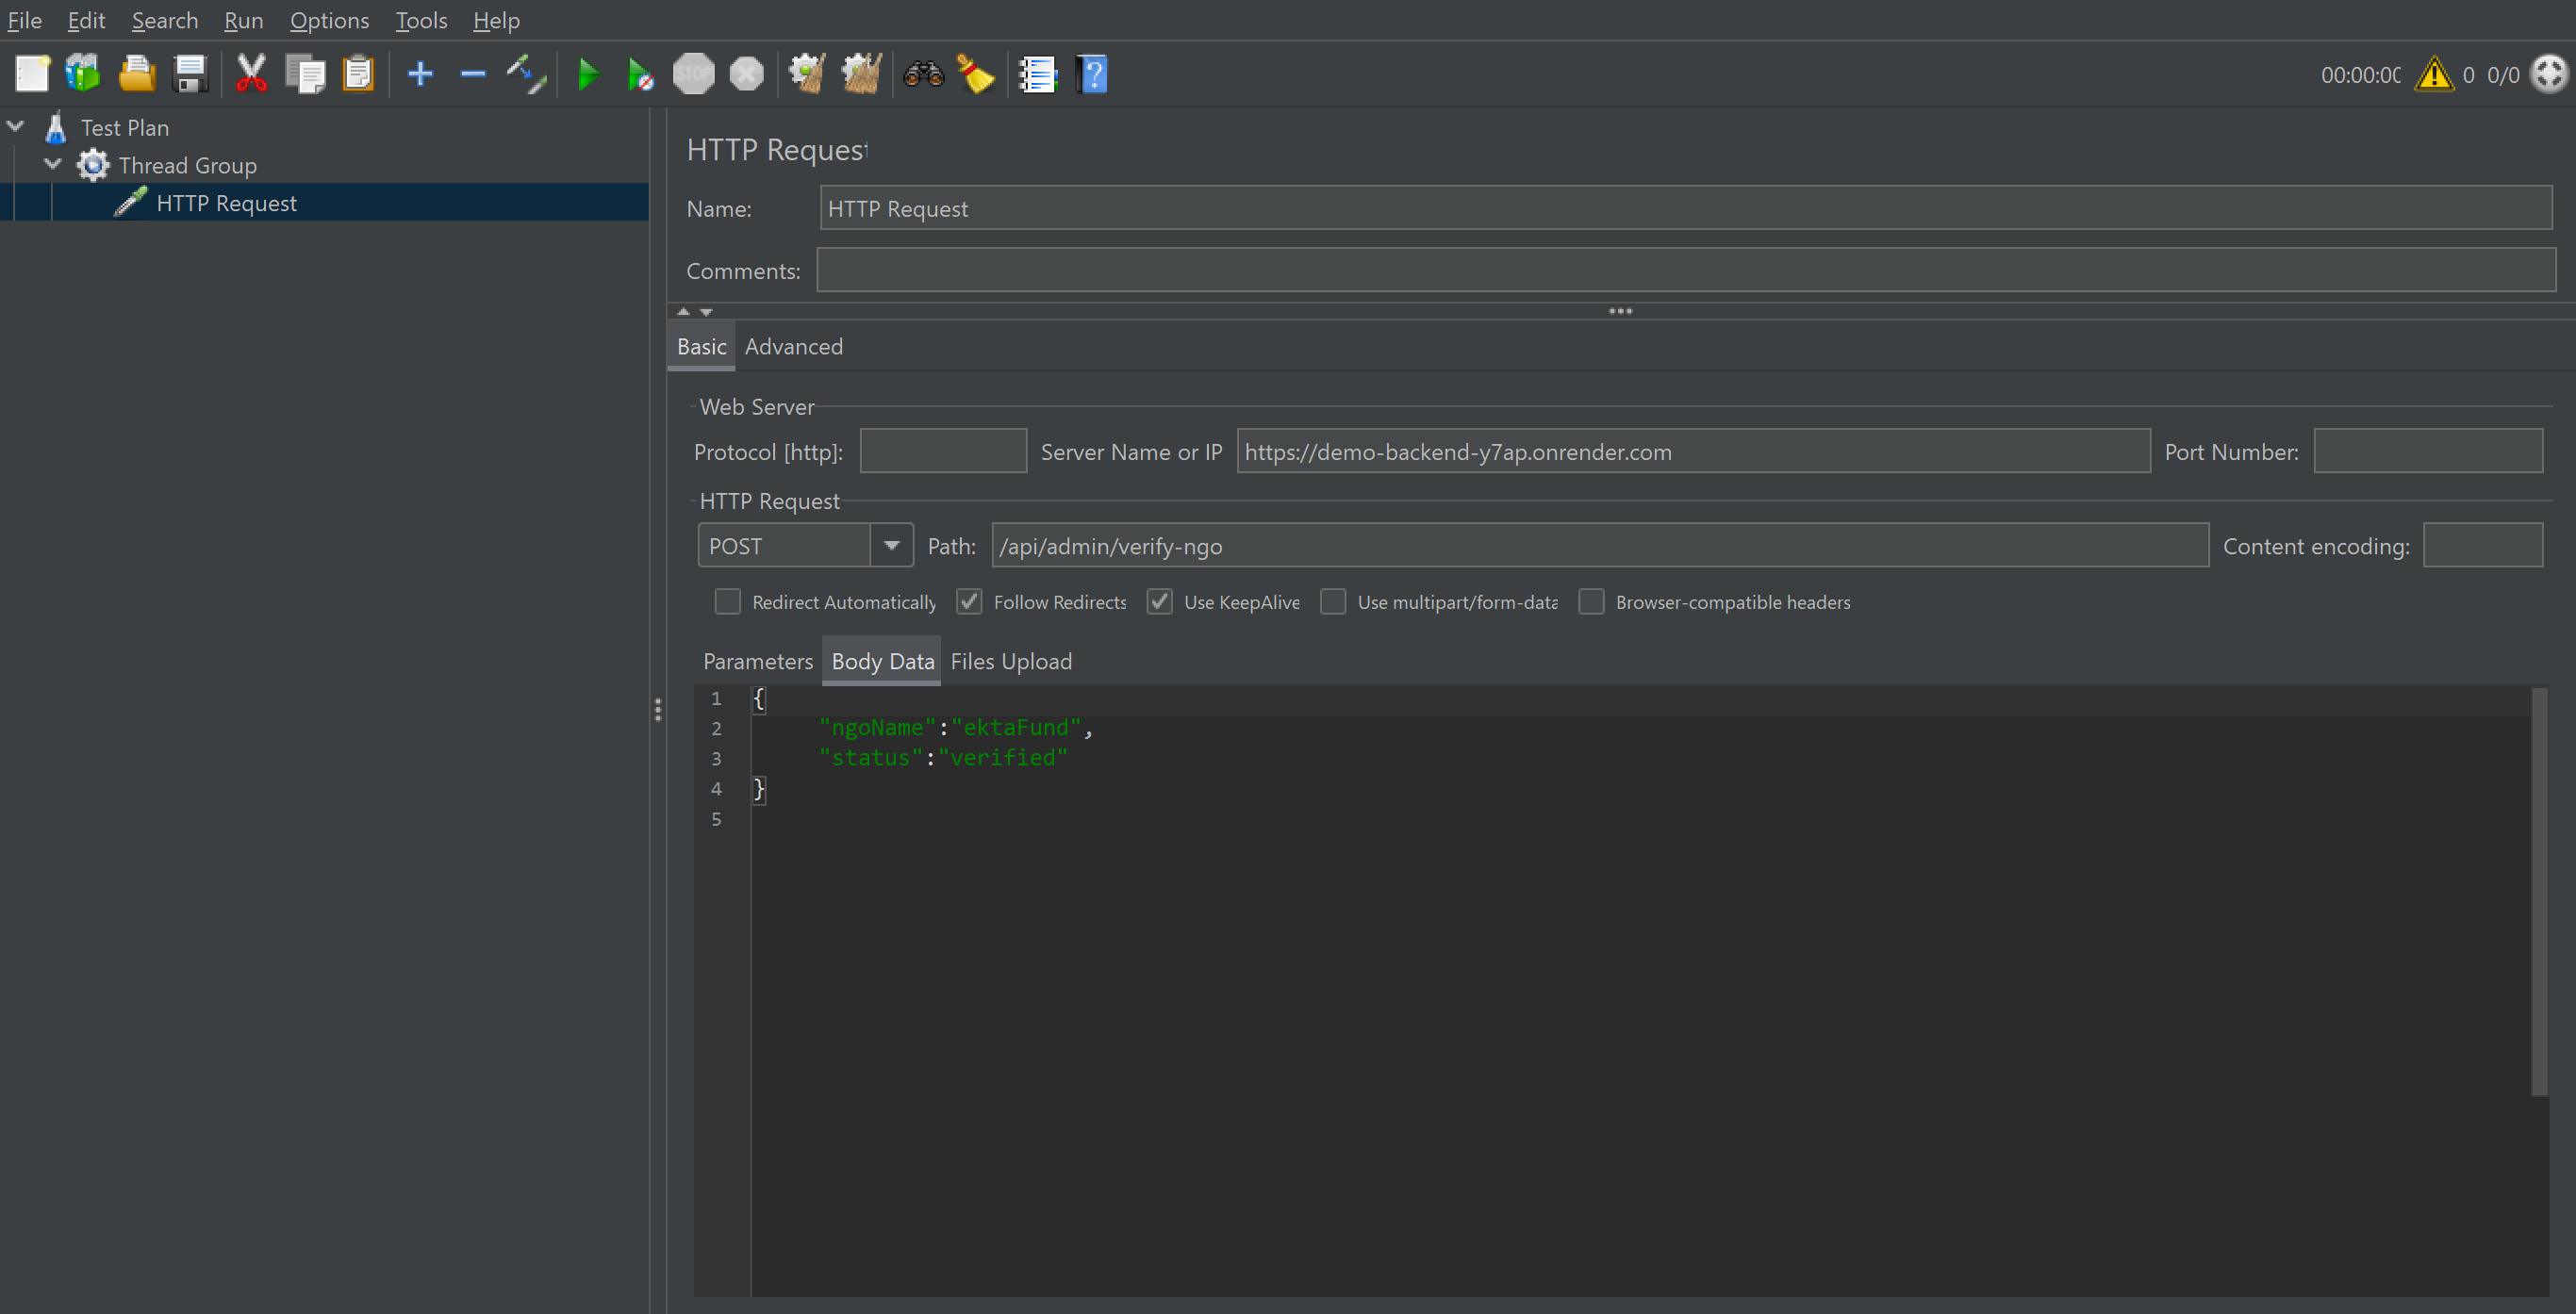 File Edit Search Run Options Tools Help
STOP 00:00:00 0 0/0
Test Plan
Thread Group
HTTP Request
HTTP Request
Name: HTTP Request
Comments:
Basic Advanced
Web Server
Protocol [http]: Server Name or IP https://demo-backend-y7ap.onrender.com Port Number:
HTTP Request
POST Path: /api/admin/verify-ngo Content encoding:
Redirect Automatically Follow Redirects Use KeepAlive Use multipart/form-data Browser-compatible headers
Parameters Body Data Files Upload
1 {
2 "ngoName":"ektaFund",
3 "status":"verified"
4 }
5